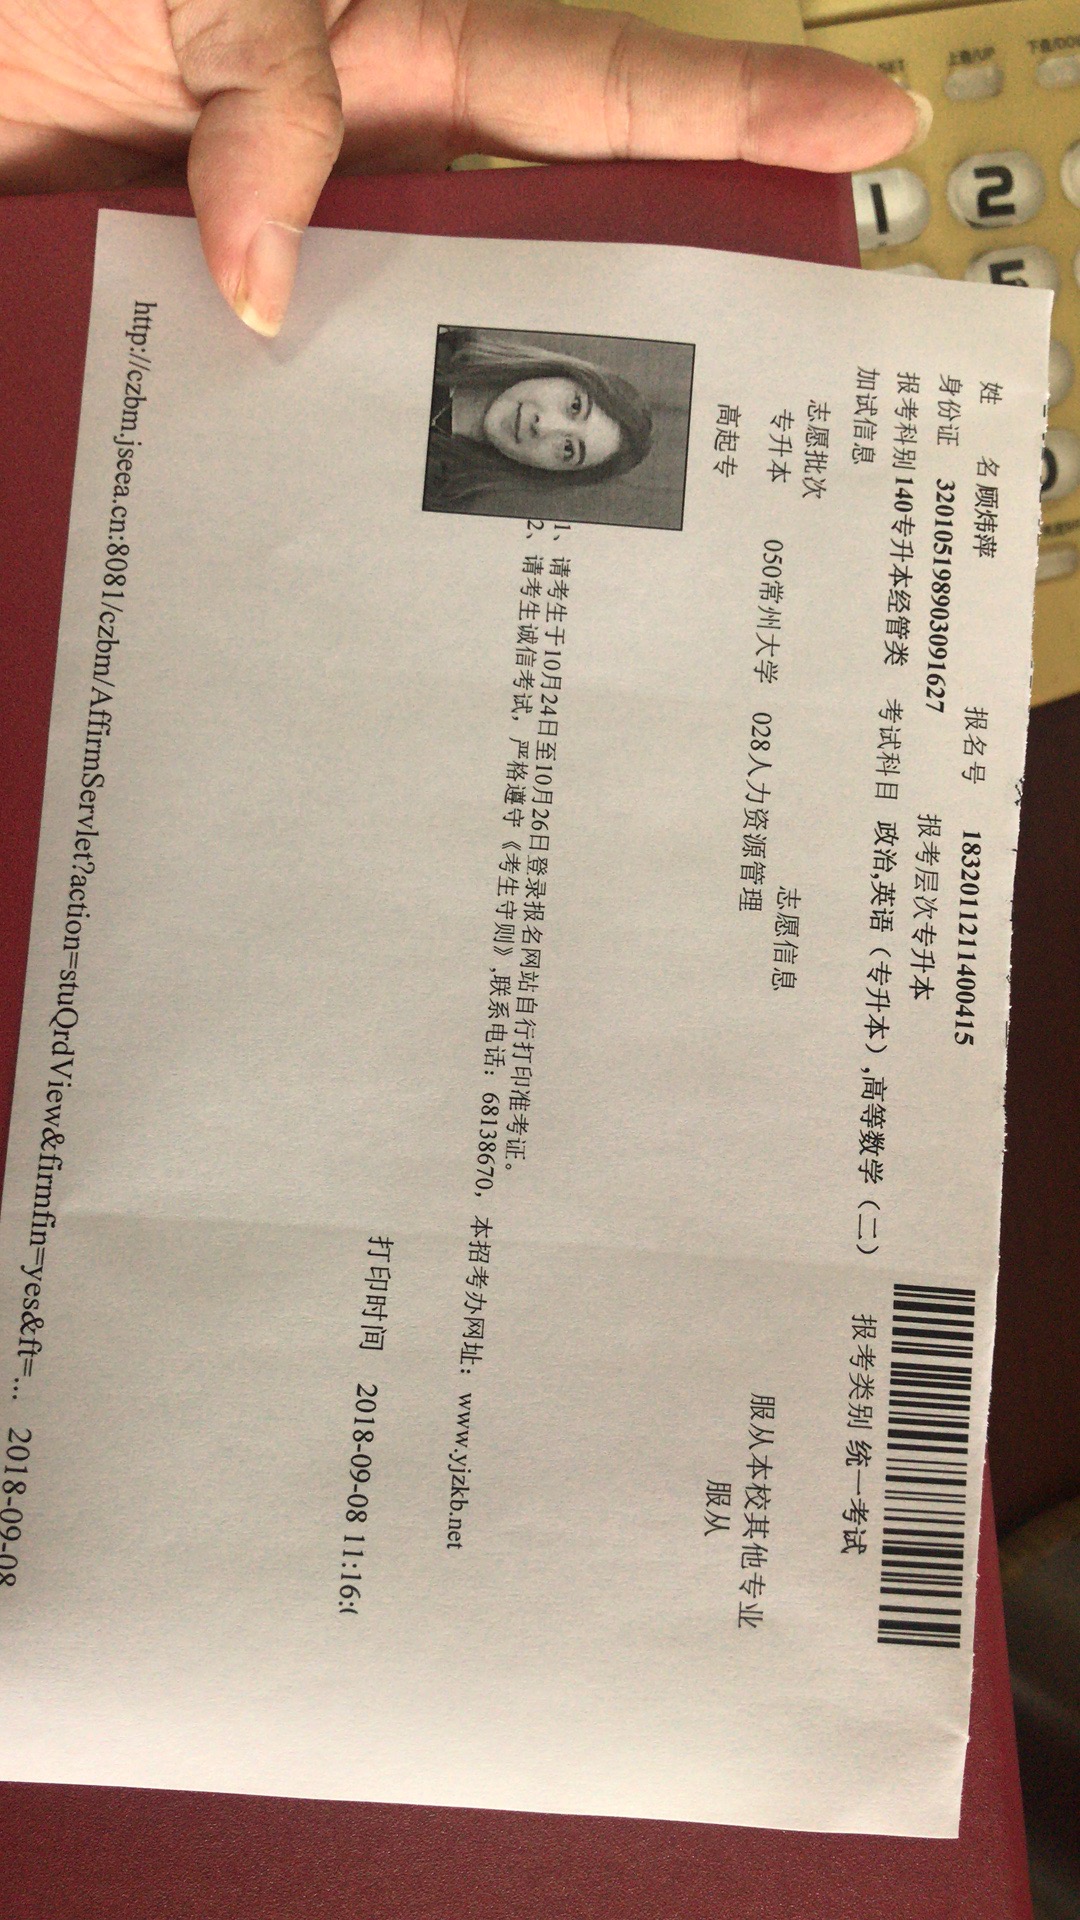 姓 名 顾炜萍 报名号 183201121140​0415
身份证 320105198903091627 报考层次专升本
报考科别140专升本经管类 考试科目 政治,英语（专升本）,高等数学（二） 报考类别 统一考试
加试信息
志愿批次 志愿信息
专升本 050常州大学 028人力资源管理 服从本校其他专业
高起专 服从
1、请考生于10月24日至10月26日登录报名网站自行打印准考证。
2、请考生诚信考试，严格遵守《考生守则》,联系电话：68138670，本招考办网址：www.yjzkb.net
打印时间 2018-09-08 11:16:
http://czbm.jseea.cn:8081/czbm/AffirmServlet?action=stuQrdView&firmfin=yes&ft=... 2018-09-08
上盘/UP
1
2